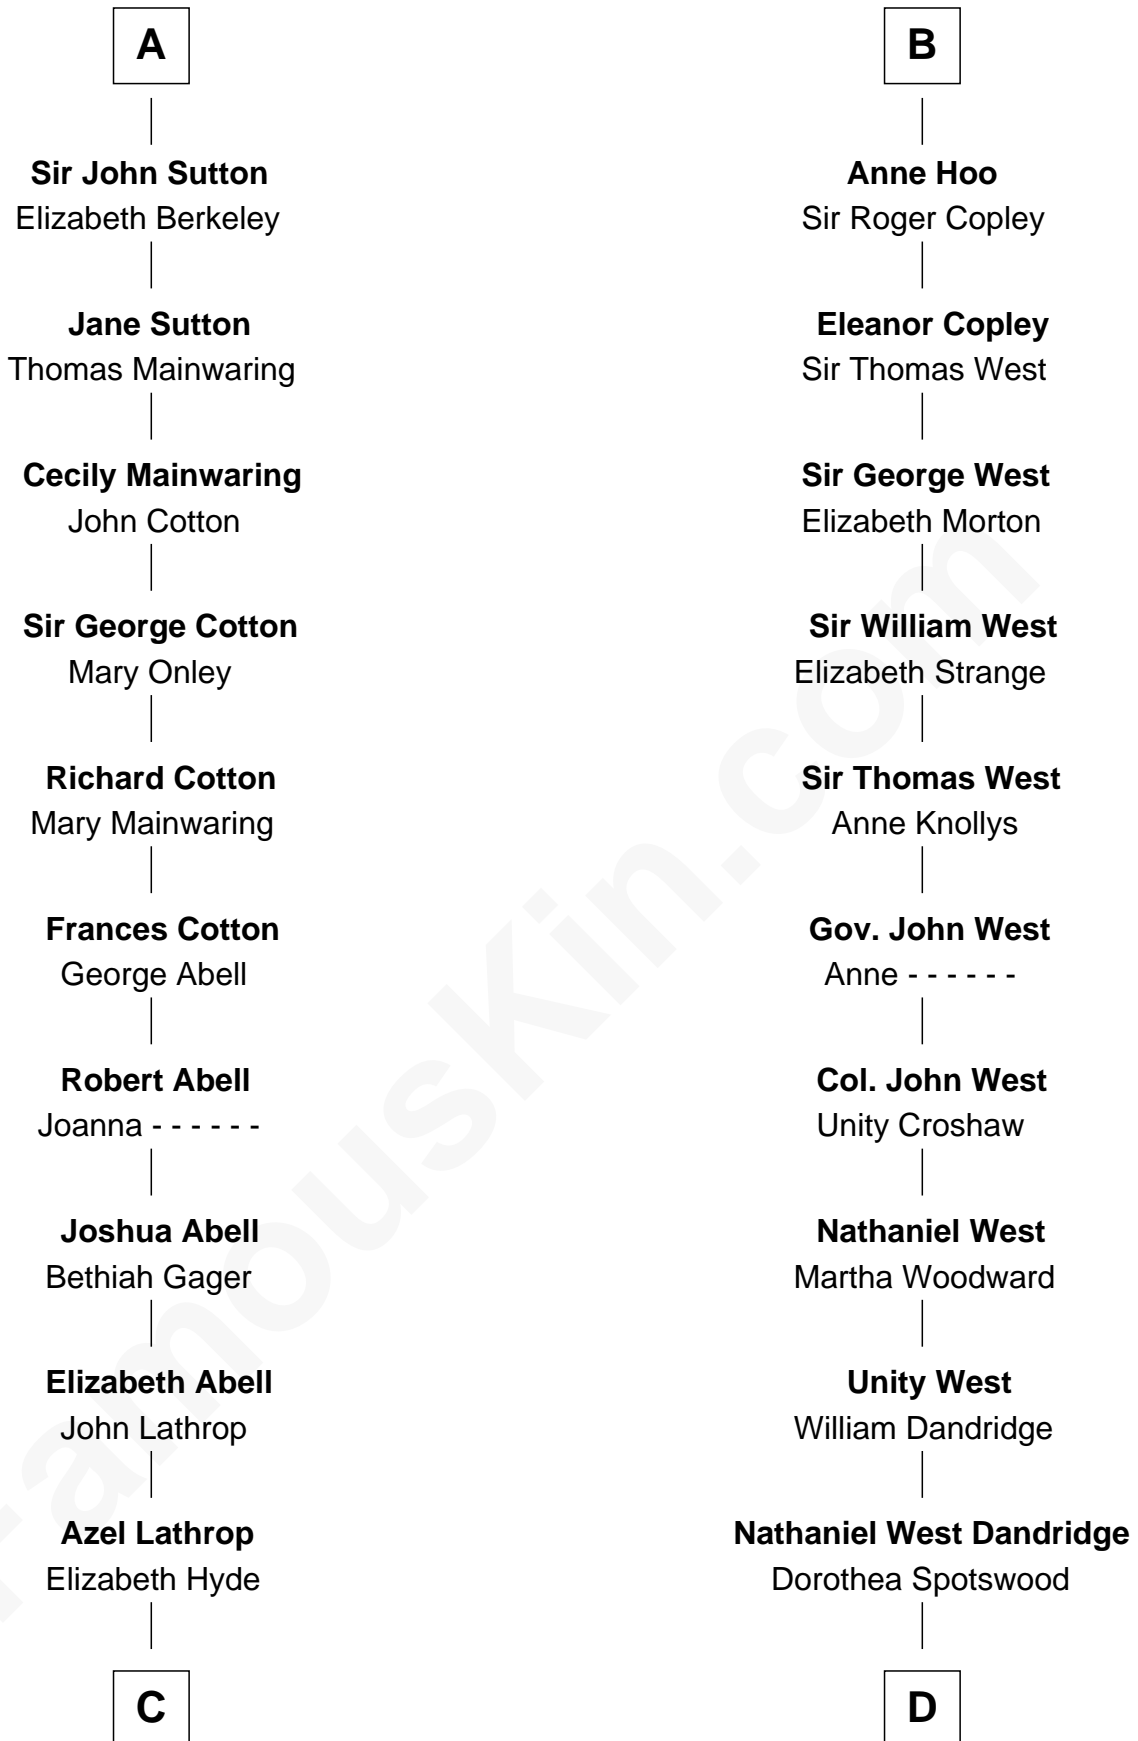 A
Sir John Sutton
Elizabeth Berkeley
Jane Sutton
Thomas Mainwaring
Cecily Mainwaring
John Cotton
Sir George Cotton
Mary Onley
Richard Cotton
Mary Mainwaring
Frances Cotton
George Abell
Robert Abell
Joanna - - - - - -
Joshua Abell
Bethiah Gager
Elizabeth Abell
John Lathrop
Azel Lathrop
Elizabeth Hyde
C
B
Anne Hoo
Sir Roger Copley
Eleanor Copley
Sir Thomas West
Sir George West
Elizabeth Morton
Sir William West
Elizabeth Strange
Sir Thomas West
Anne Knollys
Gov. John West
Anne - - - - - -
Col. John West
Unity Croshaw
Nathaniel West
Martha Woodward
Unity West
William Dandridge
Nathaniel West Dandridge
Dorothea Spotswood
D
FamousKin.com